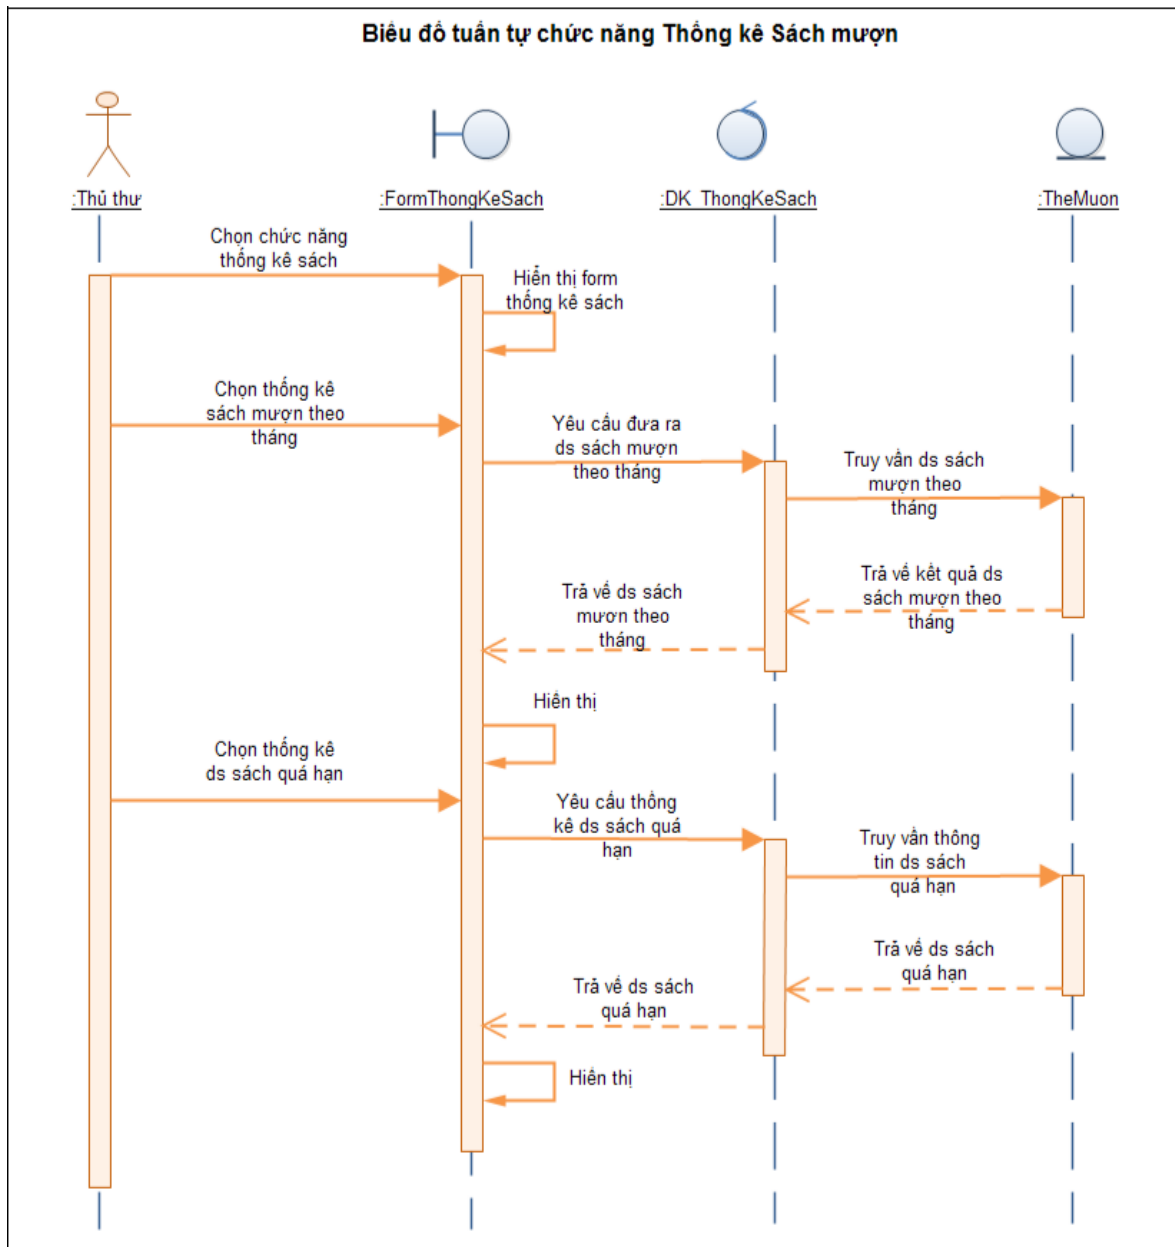 Biểu đồ tuần tự chức năng Thống kê Sách mượn
:Thủ thư
:FormThongKeSach
:DK_ThongKeSach
:TheMuon
Chọn chức năng
thống kê sách
Hiển thị form
thống kê sách
Chọn thống kê
sách mượn theo
tháng
Yêu cầu đưa ra
ds sách mượn
theo tháng
Truy vấn ds sách
mượn theo
tháng
Trả về kết quả ds
sách mượn theo
tháng
Trả về ds sách
mươn theo
tháng
Hiển thị
Chọn thống kê
ds sách quá hạn
Yêu cầu thống
kê ds sách quá
hạn
Truy vấn thông
tin ds sách
quá hạn
Trả về ds sách
quá hạn
Trả về ds sách
quá hạn
Hiển thị